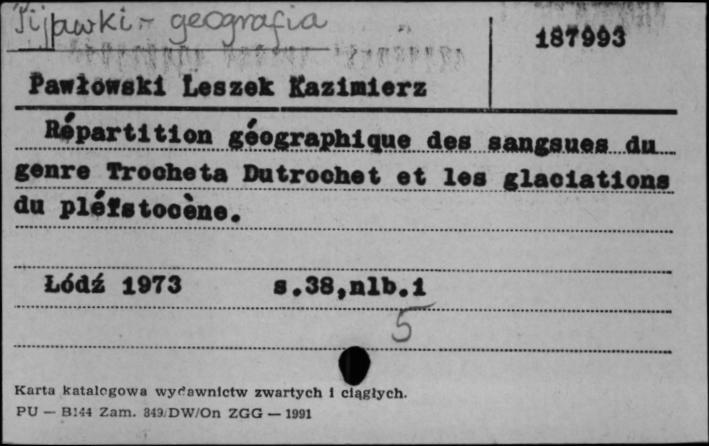 Pijawki - geografia
187993
Pawłowski Leszek Kazimierz
Répartition géographique des sangsues du
genre Trocheta Dutrochet et les glaciations
du pléistocène.
Łódź 1973 s.38,nlb.1
5
Karta katalogowa wydawnictw zwartych i ciągłych.
PU — B144 Zam. 349/DW/On ZGG — 1991